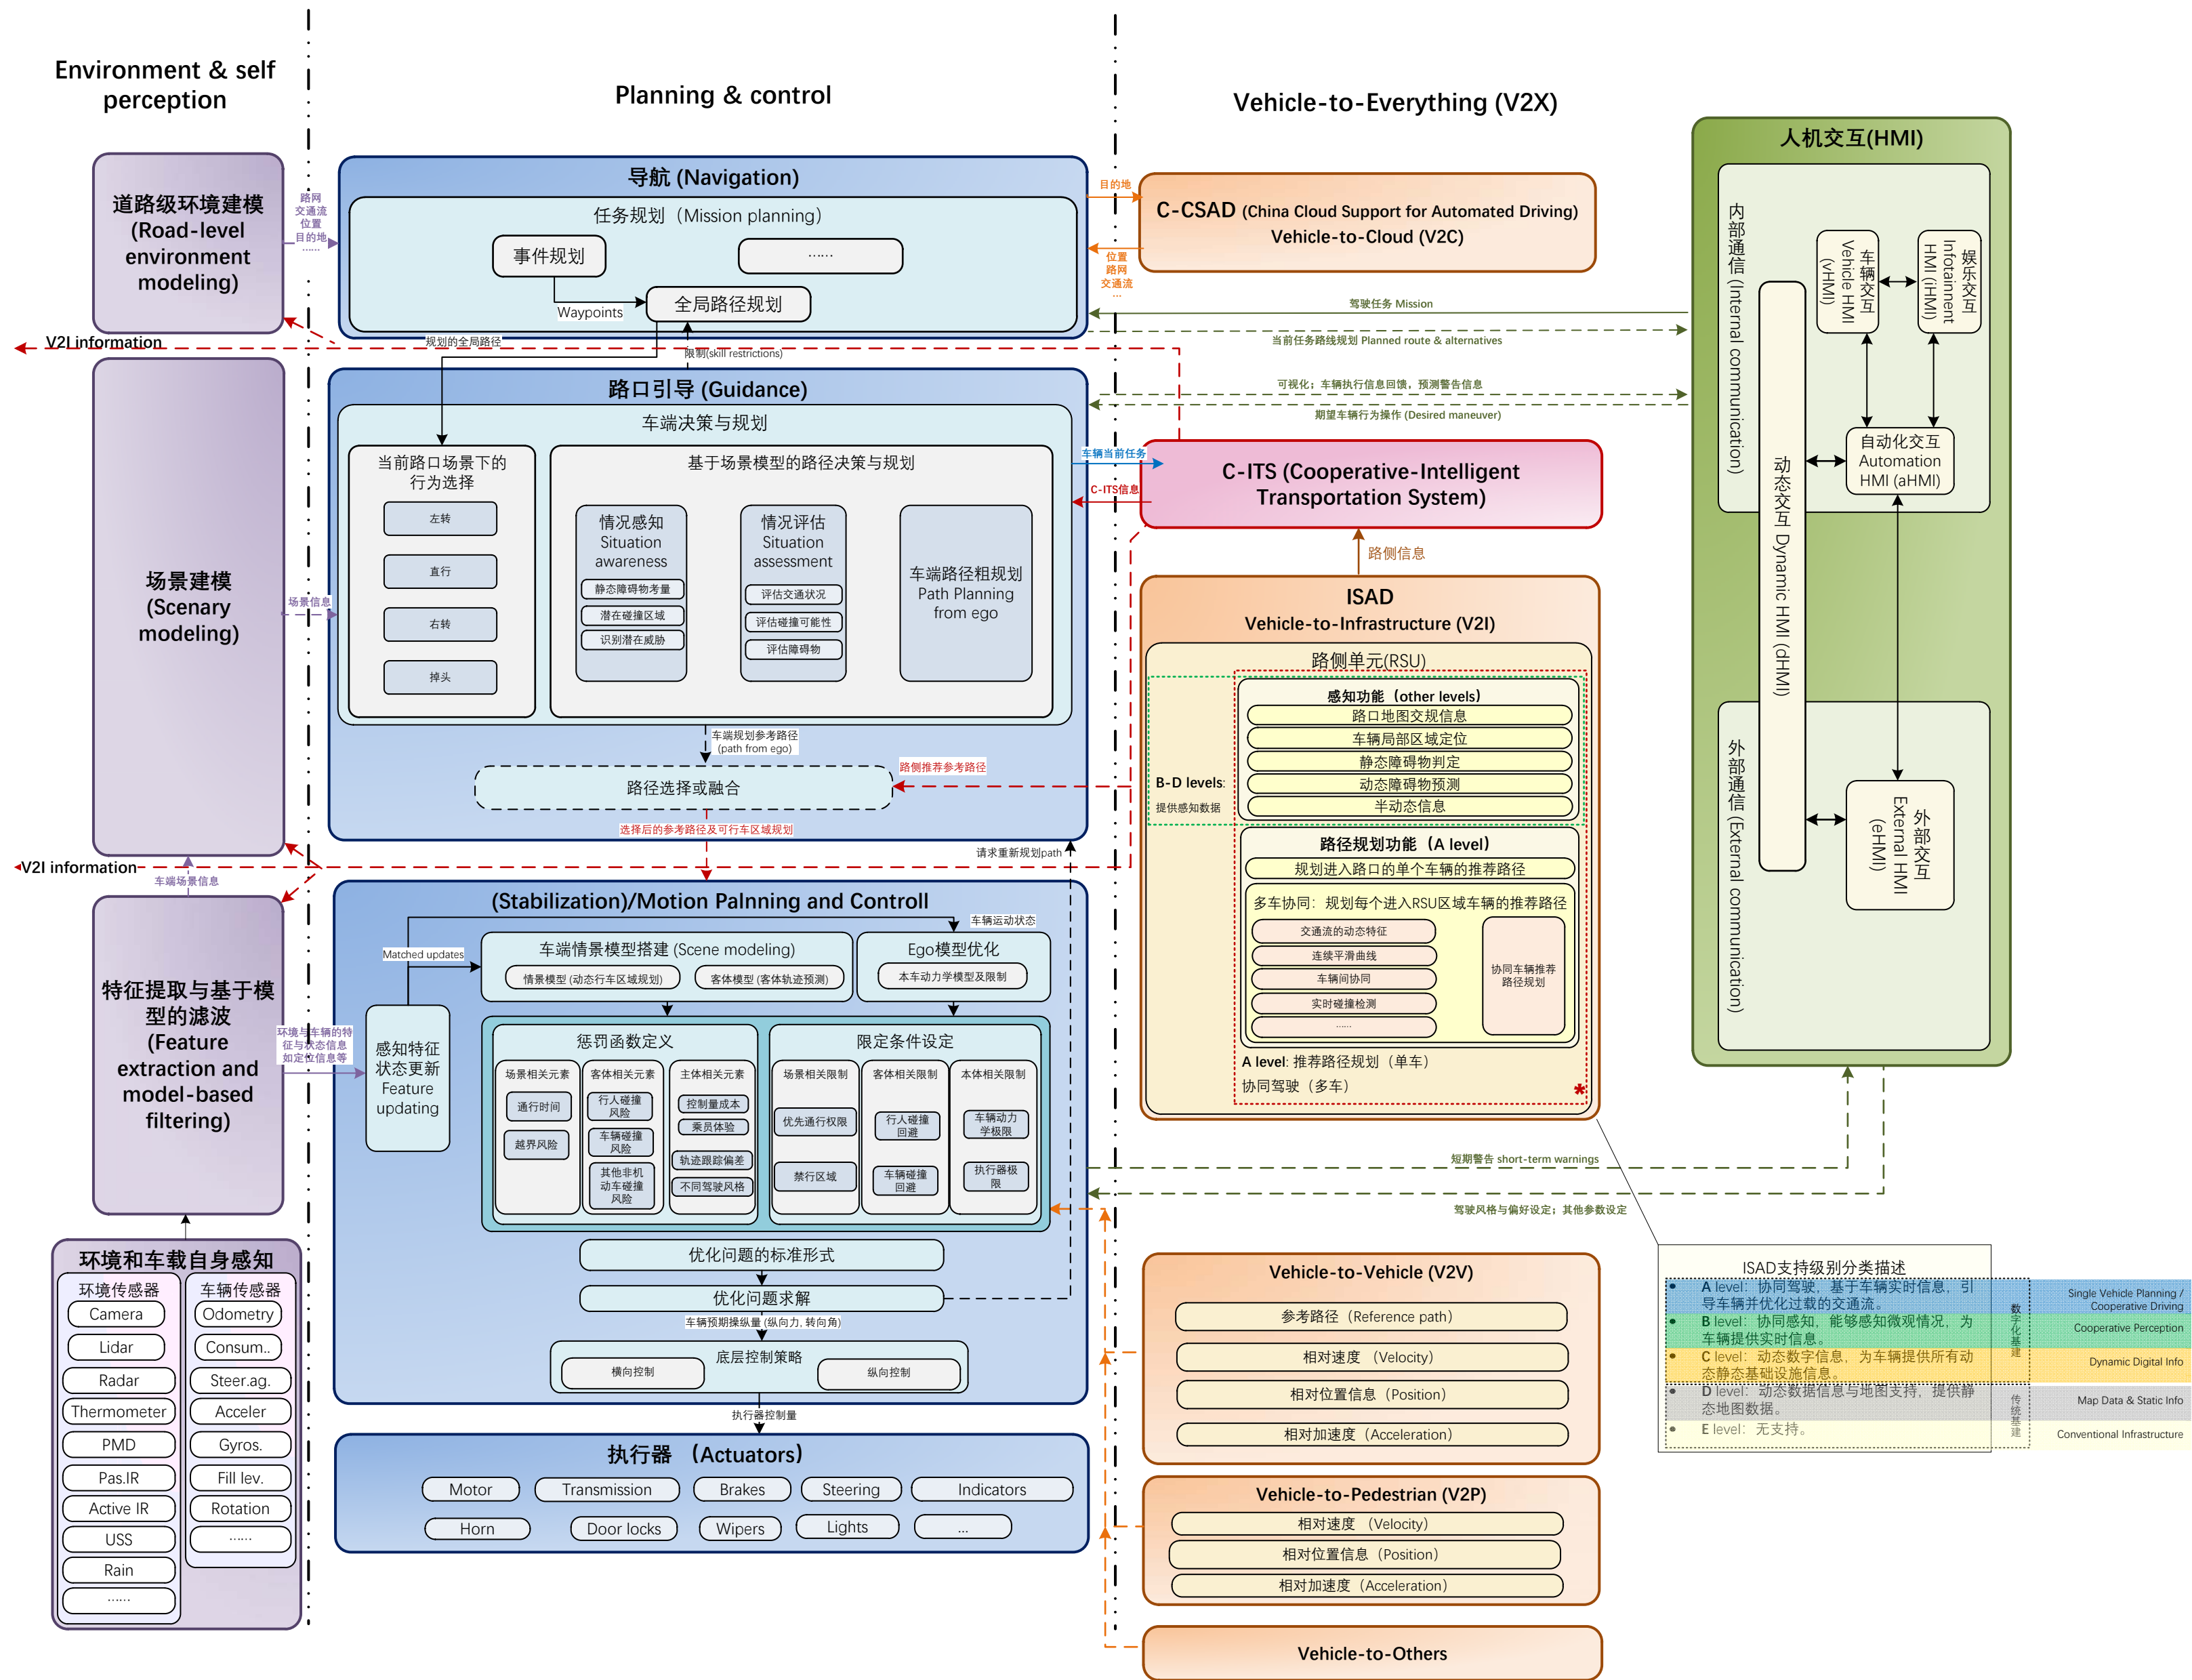 Environment & self
perception
Planning & control
Vehicle-to-Everything (V2X)
道路级环境建模
(Road-level
environment
modeling)
路网
交通流
位置
目的地
……
V2I information
场景建模
(Scenary
modeling)
场景信息
V2I information
车端场景信息
特征提取与基于模
型的滤波
(Feature
extraction and
model-based
filtering)
环境与车辆的特
征与状态信息
如定位信息等
环境和车载自身感知
环境传感器
Camera
Lidar
Radar
Thermometer
PMD
Pas.IR
Active IR
USS
Rain
……
车辆传感器
Odometry
Consum..
Steer.ag.
Acceler
Gyros.
Fill lev.
Rotation
……
导航 (Navigation)
任务规划（Mission planning）
事件规划
……
Waypoints
全局路径规划
规划的全局路径
限制(skill restrictions)
路口引导 (Guidance)
车端决策与规划
当前路口场景下的
行为选择
左转
直行
右转
掉头
基于场景模型的路径决策与规划
情况感知
Situation
awareness
静态障碍物考量
潜在碰撞区域
识别潜在威胁
情况评估
Situation
assessment
评估交通状况
评估碰撞可能性
评估障碍物
车端路径粗规划
Path Planning
from ego
车端规划参考路径
(path from ego)
路径选择或融合
路侧推荐参考路径
选择后的参考路径及可行车区域规划
请求重新规划path
(Stabilization)/Motion Palnning and Controll
车辆运动状态
Matched updates
车端情景模型搭建 (Scene modeling)
情景模型 (动态行车区域规划)
客体模型 (客体轨迹预测)
Ego模型优化
本车动力学模型及限制
感知特征
状态更新
Feature
updating
惩罚函数定义
场景相关元素
通行时间
越界风险
客体相关元素
行人碰撞
风险
车辆碰撞
风险
其他非机
动车碰撞
风险
主体相关元素
控制量成本
乘员体验
轨迹跟踪偏差
不同驾驶风格
限定条件设定
场景相关限制
优先通行权限
禁行区域
客体相关限制
行人碰撞
回避
车辆碰撞
回避
本体相关限制
车辆动力
学极限
执行器极
限
优化问题的标准形式
优化问题求解
车辆预期操纵量 (纵向力, 转向角)
底层控制策略
横向控制
纵向控制
执行器控制量
执行器 （Actuators）
Motor
Transmission
Brakes
Steering
Indicators
Horn
Door locks
Wipers
Lights
...
目的地
位置
路网
交通流
…
C-CSAD (China Cloud Support for Automated Driving)
Vehicle-to-Cloud (V2C)
驾驶任务 Mission
当前任务路线规划 Planned route & alternatives
可视化；车辆执行信息回馈，预测警告信息
期望车辆行为操作 (Desired maneuver)
车辆当前任务
C-ITS信息
C-ITS (Cooperative-Intelligent
Transportation System)
路侧信息
ISAD
Vehicle-to-Infrastructure (V2I)
路侧单元(RSU)
感知功能（other levels）
路口地图交规信息
车辆局部区域定位
静态障碍物判定
动态障碍物预测
半动态信息
B-D levels:
提供感知数据
路径规划功能（A level）
规划进入路口的单个车辆的推荐路径
多车协同：规划每个进入RSU区域车辆的推荐路径
交通流的动态特征
连续平滑曲线
车辆间协同
实时碰撞检测
……
协同车辆推荐
路径规划
A level: 推荐路径规划（单车）
协同驾驶（多车）
*
短期警告 short-term warnings
驾驶风格与偏好设定；其他参数设定
Vehicle-to-Vehicle (V2V)
参考路径（Reference path）
相对速度（Velocity）
相对位置信息（Position）
相对加速度（Acceleration）
Vehicle-to-Pedestrian (V2P)
相对速度 （Velocity）
相对位置信息（Position）
相对加速度（Acceleration）
Vehicle-to-Others
人机交互(HMI)
内部通信 (Internal communication)
车辆交互
Vehicle HMI
(vHMI)
娱乐交互
Infotainment
HMI (iHMI)
自动化交互
Automation
HMI (aHMI)
动态交互 Dynamic HMI (dHMI)
外部通信 (External communication)
外部交互
External HMI
(eHMI)
ISAD支持级别分类描述
• A level：协同驾驶，基于车辆实时信息，引
导车辆并优化过载的交通流。
• B level：协同感知，能够感知微观情况，为
车辆提供实时信息。
• C level：动态数字信息，为车辆提供所有动
态静态基础设施信息。
• D level：动态数据信息与地图支持，提供静
态地图数据。
• E level：无支持。
数字化基建
传统基建
Single Vehicle Planning /
Cooperative Driving
Cooperative Perception
Dynamic Digital Info
Map Data & Static Info
Conventional Infrastructure